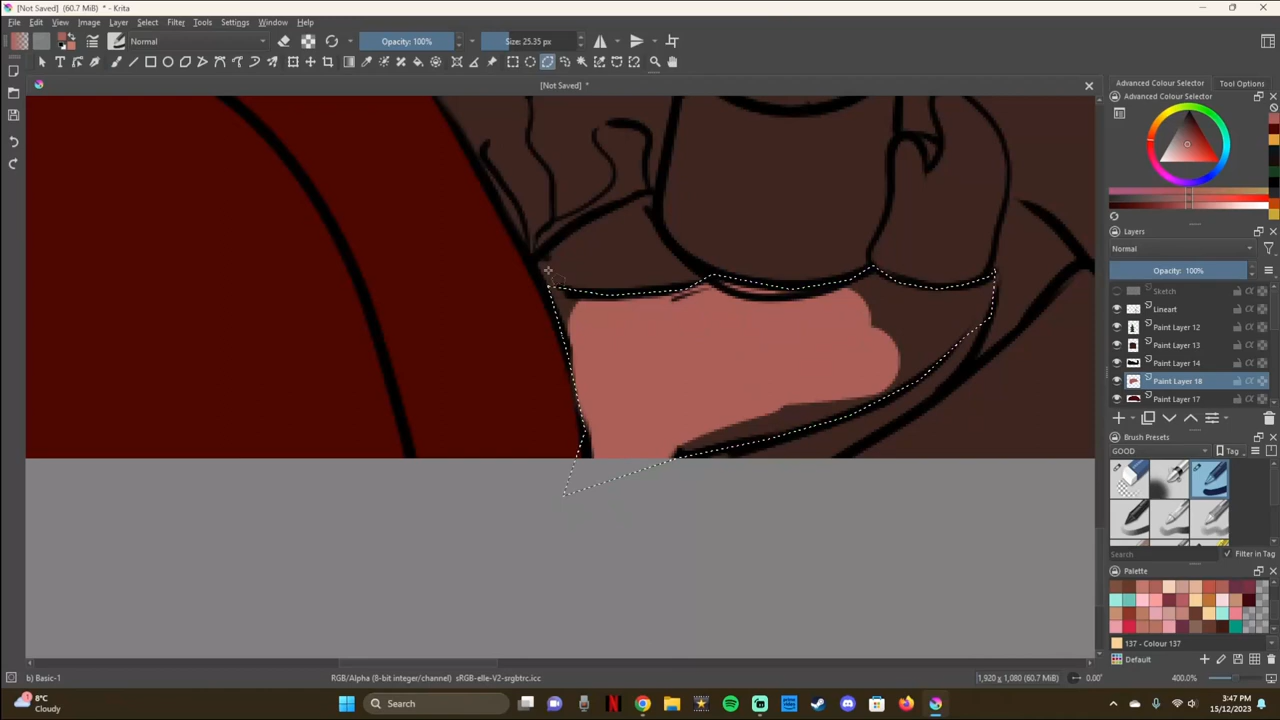 [Not Saved] (60.7 MiB) * - Krita
File Edit View Image Layer Select Filter Tools Settings Window Help
Normal Opacity: 100% Size: 25.35 px
[Not Saved] *
Advanced Colour Selector Tool Options
Advanced Colour Selector
Layers
Normal
Opacity: 100%
Sketch
Lineart
Paint Layer 12
Paint Layer 13
Paint Layer 14
Paint Layer 18
Paint Layer 17
Brush Presets
GOOD Tag
Search Filter in Tag
Palette
137 - Colour 137
Default
b) Basic-1 RGB/Alpha (8-bit integer/channel) sRGB-elle-V2-srgbtrc.icc 1,920 x 1,080 (60.7 MiB) 0.00° 400.0%
8°C
Cloudy
Search
3:47 PM
15/12/2023